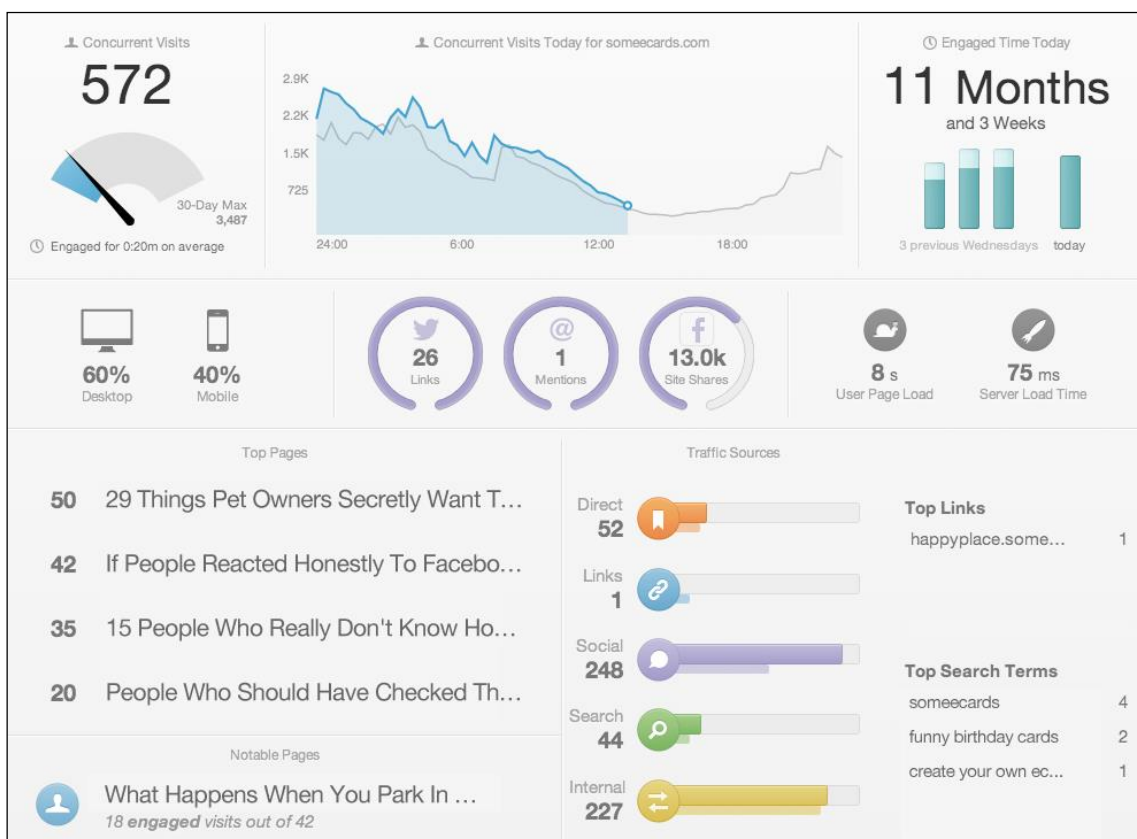 Concurrent Visits
572
30-Day Max
3,487
Engaged for 0:20m on average
Concurrent Visits Today for someecards.com
2.9K
2.2K
1.5K
725
24:00 6:00 12:00 18:00
Engaged Time Today
11 Months
and 3 Weeks
3 previous Wednesdays today
60% 40%
Desktop Mobile
@
f
26 1 13.0k
Links Mentions Site Shares
8 s 75 ms
User Page Load Server Load Time
Top Pages
50 29 Things Pet Owners Secretly Want T...
42 If People Reacted Honestly To Facebo...
35 15 People Who Really Don't Know Ho...
20 People Who Should Have Checked Th...
Notable Pages
What Happens When You Park In ...
18 engaged visits out of 42
Traffic Sources
Direct
52
Links
1
Social
248
Search
44
Internal
227
Top Links
happyplace.some... 1
Top Search Terms
someecards 4
funny birthday cards 2
create your own ec... 1